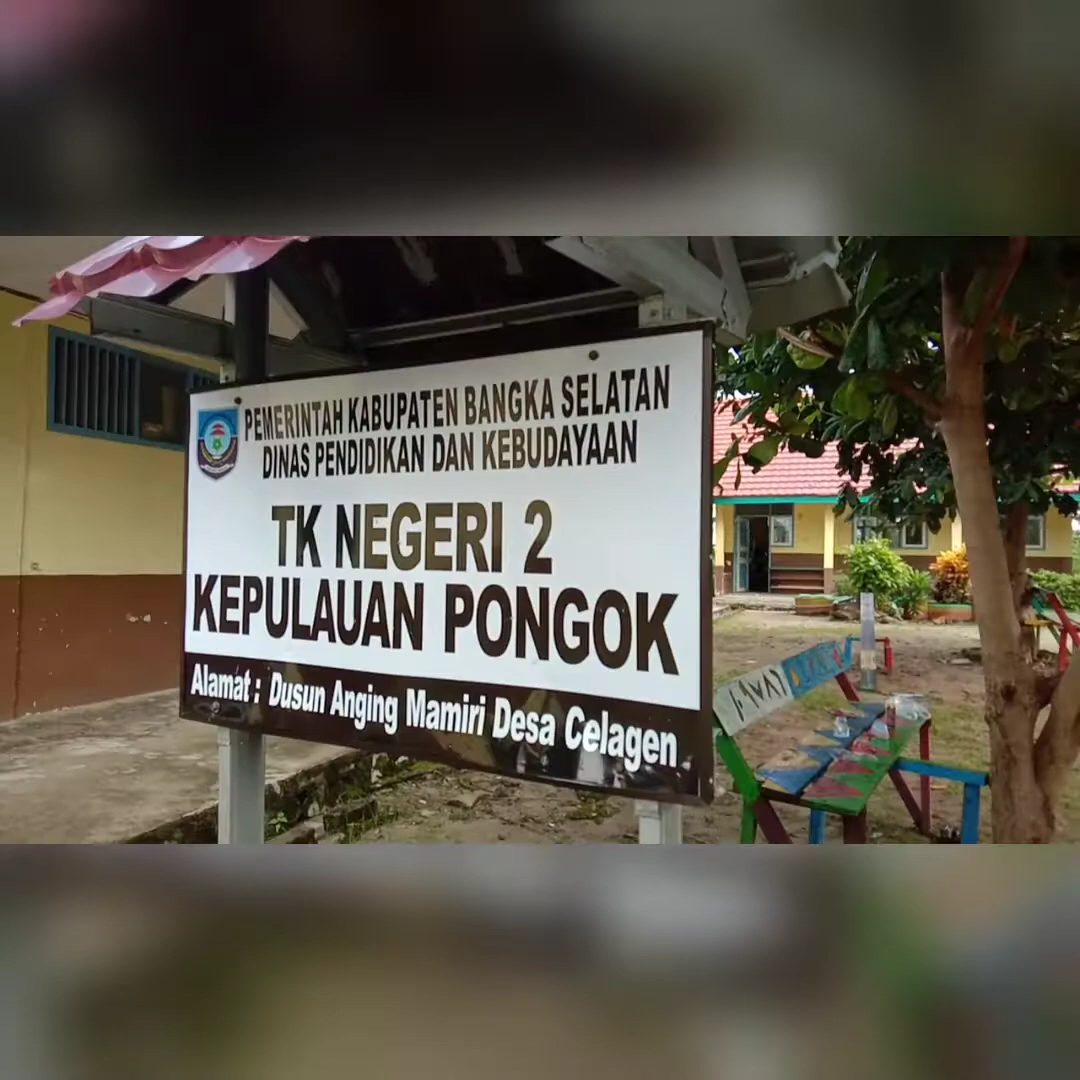 PEMERINTAH KABUPATEN BANGKA SELATAN
DINAS PENDIDIKAN DAN KEBUDAYAAN
TK NEGERI 2
KEPULAUAN PONGOK
Alamat : Dusun Anging Mamiri Desa Celagen